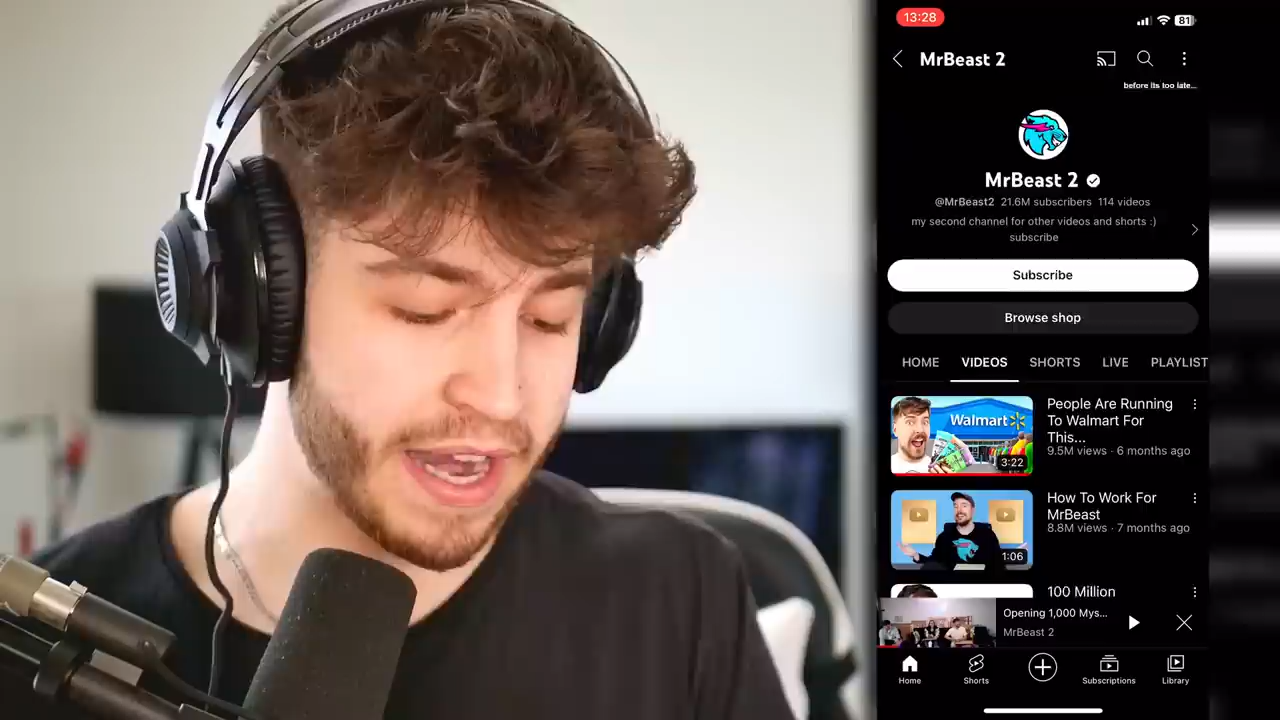 13:28
81
MrBeast 2
before its too late...
MrBeast 2
@MrBeast2 21.6M subscribers 114 videos
my second channel for other videos and shorts :)
subscribe
Subscribe
Browse shop
HOME VIDEOS SHORTS LIVE PLAYLIST
Walmart
3:22
People Are Running
To Walmart For
This...
9.5M views · 6 months ago
1:06
How To Work For
MrBeast
8.8M views · 7 months ago
100 Million
Opening 1,000 Mys...
MrBeast 2
Home
Shorts
Subscriptions
Library